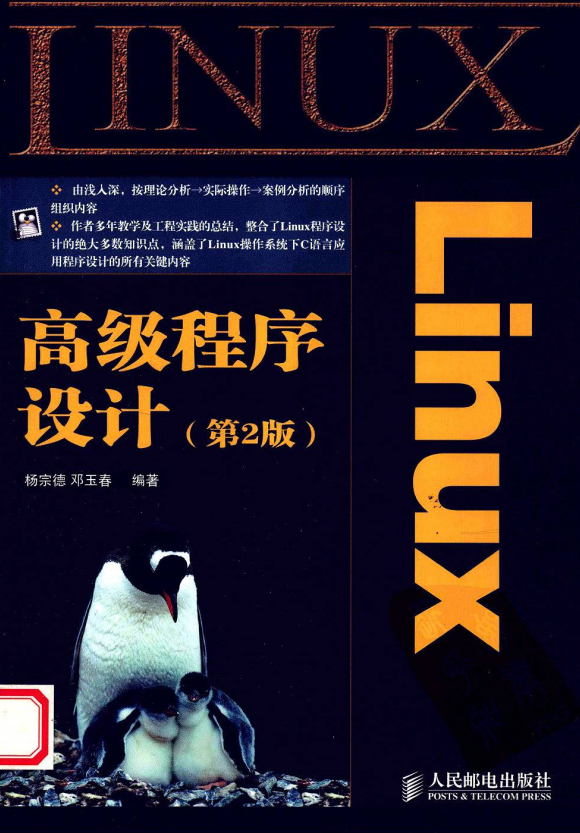 LINUX
❖ 由浅入深，按理论分析→实际操作→案例分析的顺序
组织内容
❖ 作者多年教学及工程实践的总结，整合了Linux程序设
计的绝大多数知识点，涵盖了Linux操作系统下C语言应
用程序设计的所有关键内容
Linux
高级程序
设计（第2版）
杨宗德 邓玉春 编著
人民邮电出版社
POSTS & TELECOM PRESS